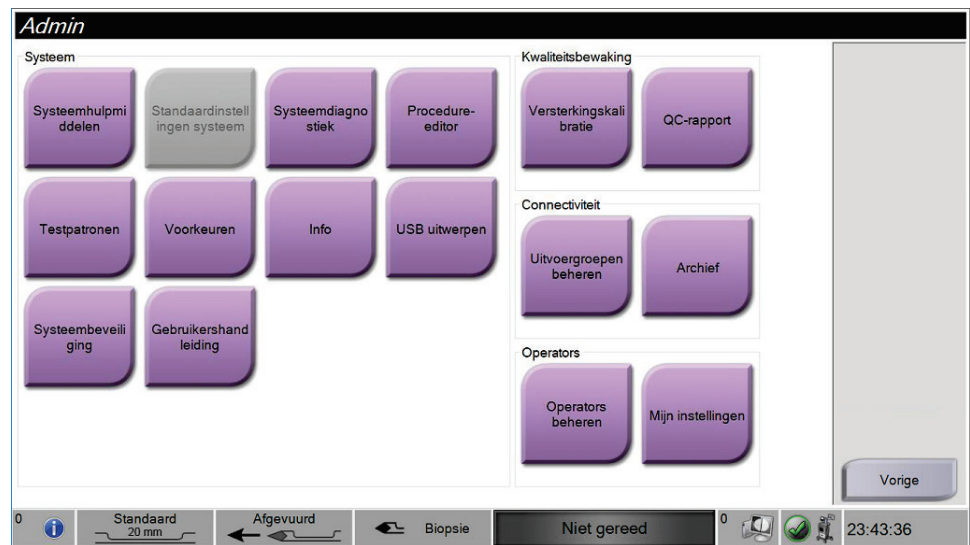 Admin
Systeem
Systeemhulpmi
ddelen
Standaardinstell
ingen systeem
Systeemdiagno
stiek
Procedure-
editor
Testpatronen
Voorkeuren
Info
USB uitwerpen
Systeembeveili
ging
Gebruikershand
leiding
Kwaliteitsbewaking
Versterkingskali
bratie
QC-rapport
Connectiviteit
Uitvoergroepen
beheren
Archief
Operators
Operators
beheren
Mijn instellingen
Vorige
0
Standaard
20 mm
Afgevuurd
Biopsie
Niet gereed
0
23:43:36